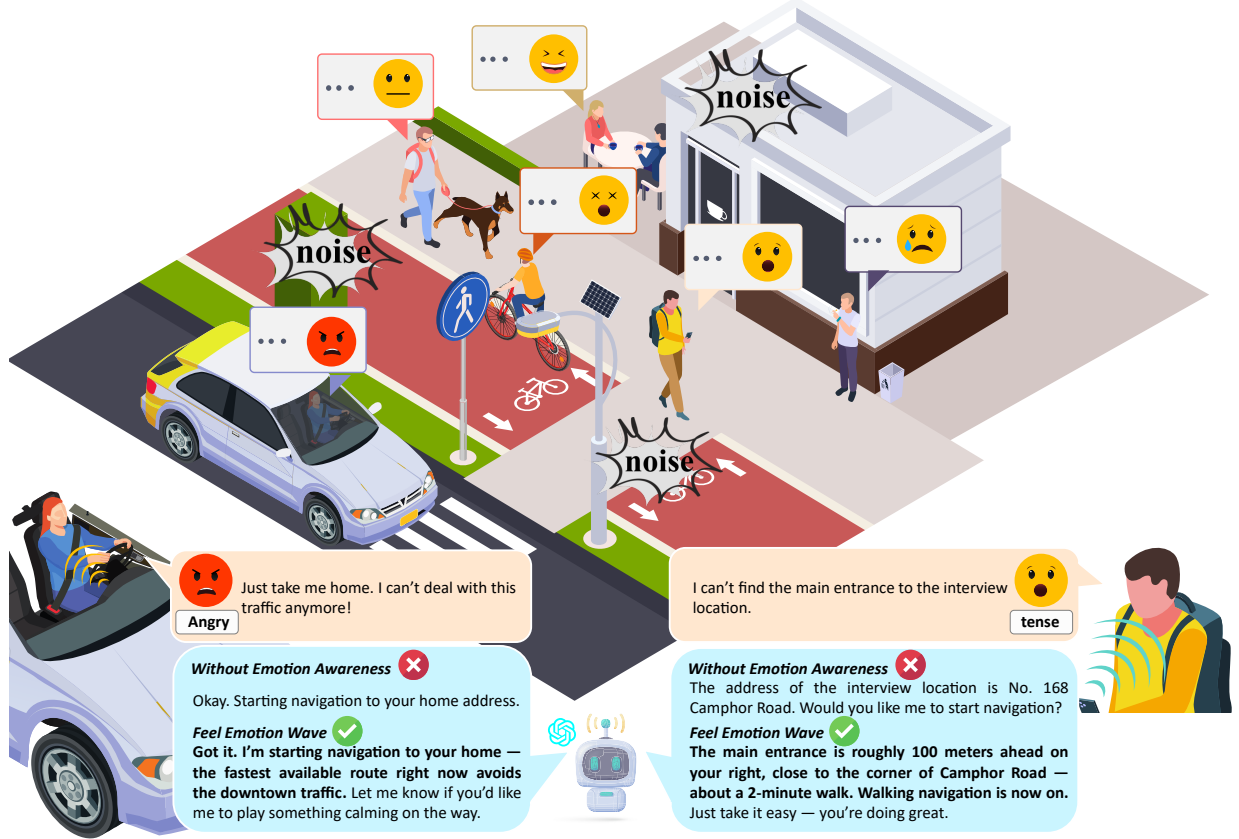 noise
noise
noise
Just take me home. I can't deal with this
traffic anymore!
Angry
Without Emotion Awareness
Okay. Starting navigation to your home address.
Feel Emotion Wave
Got it. I'm starting navigation to your home —
the fastest available route right now avoids
the downtown traffic. Let me know if you'd like
me to play something calming on the way.
I can't find the main entrance to the interview
location.
tense
Without Emotion Awareness
The address of the interview location is No. 168
Camphor Road. Would you like me to start navigation?
Feel Emotion Wave
The main entrance is roughly 100 meters ahead on
your right, close to the corner of Camphor Road —
about a 2-minute walk. Walking navigation is now on.
Just take it easy — you're doing great.